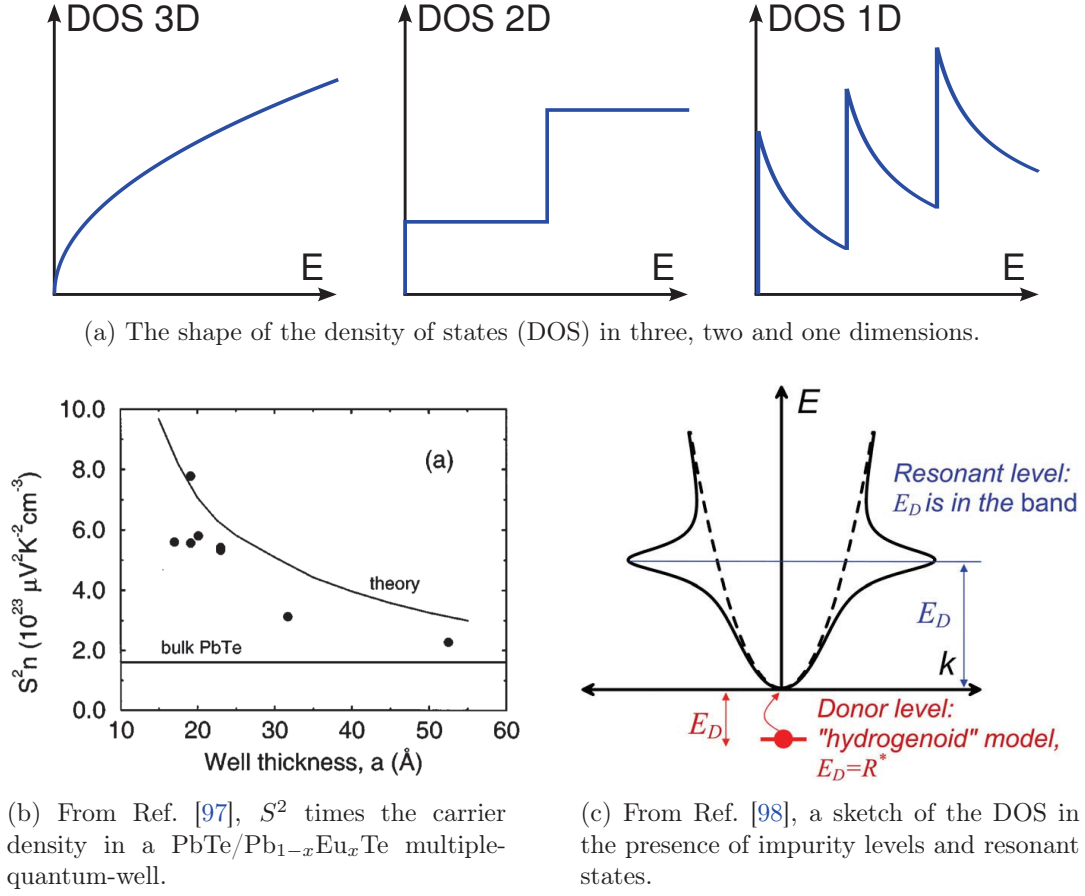 DOS 3D
E
DOS 2D
E
DOS 1D
E
(a) The shape of the density of states (DOS) in three, two and one dimensions.
S²n (10²³ μV²K⁻²cm⁻³)
10.0
8.0
6.0
4.0
2.0
0.0
(a)
theory
bulk PbTe
10 20 30 40 50 60
Well thickness, a (Å)
E
Resonant level:
E_D is in the band
E_D
k
E_D
Donor level:
"hydrogenoid" model,
E_D=R*
(b) From Ref. [97], S² times the carrier
density in a PbTe/Pb₁₋ₓEuₓTe multiple-
quantum-well.
(c) From Ref. [98], a sketch of the DOS in
the presence of impurity levels and resonant
states.